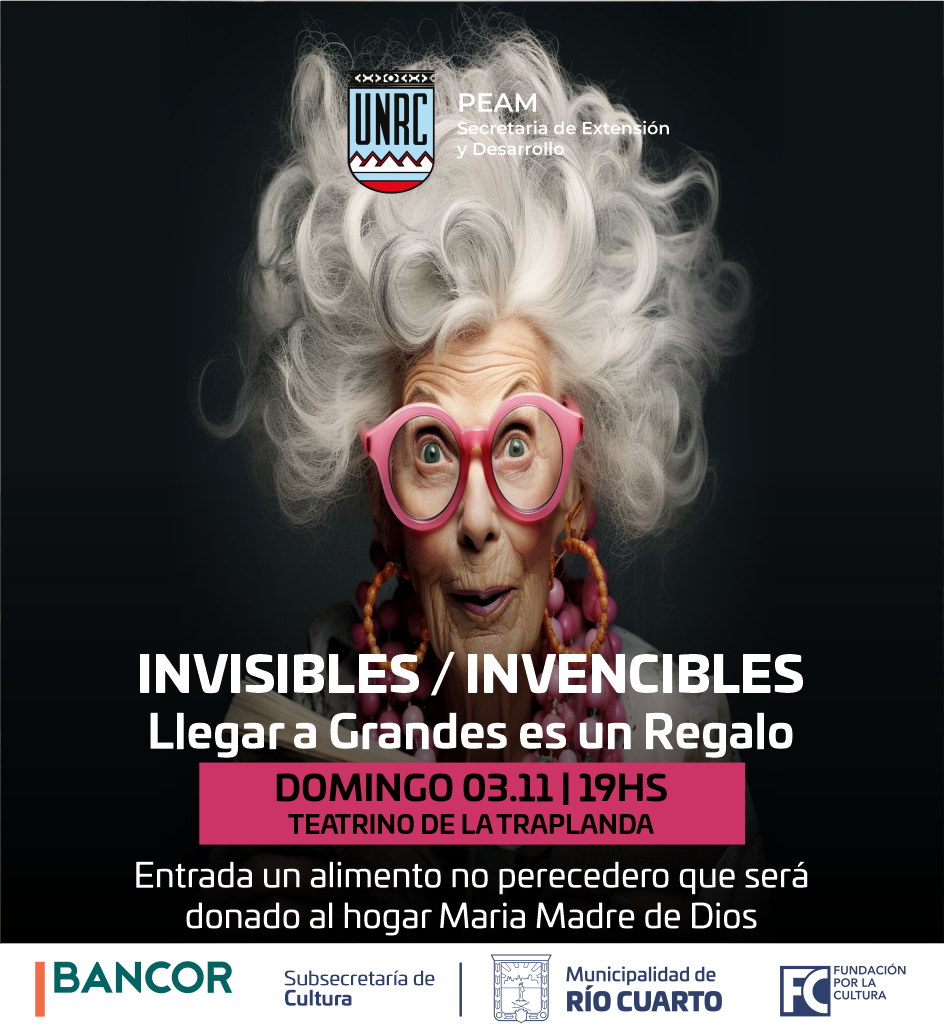 UNRC
PEAM
Secretaria de Extensión
y Desarrollo
INVISIBLES / INVENCIBLES
Llegar a Grandes es un Regalo
DOMINGO 03.11 | 19HS
TEATRINO DE LA TRAPLANDA
Entrada un alimento no perecedero que será
donado al hogar Maria Madre de Dios
BANCOR
Subsecretaría de
Cultura
Municipalidad de
RÍO CUARTO
FC
FUNDACIÓN
POR LA
CULTURA